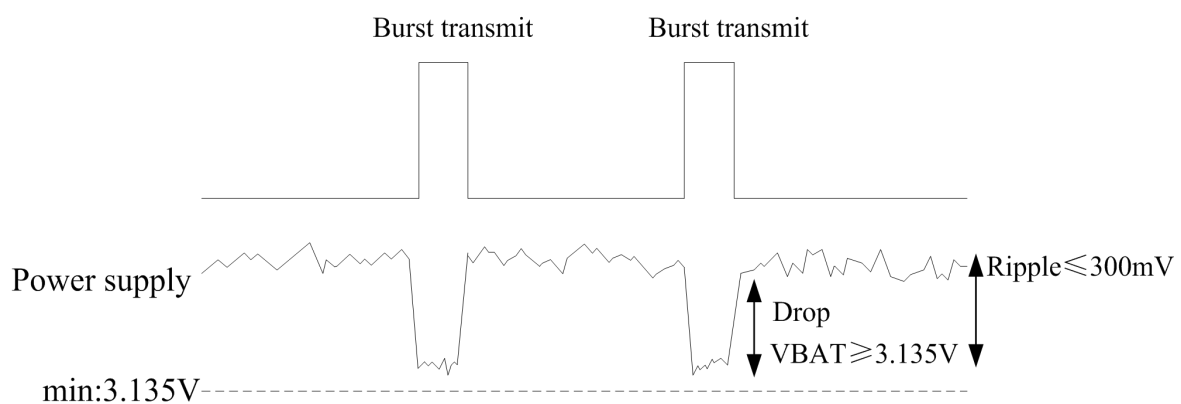 Burst transmit Burst transmit
Power supply
Ripple≤300mV
Drop
VBAT≥3.135V
min:3.135V